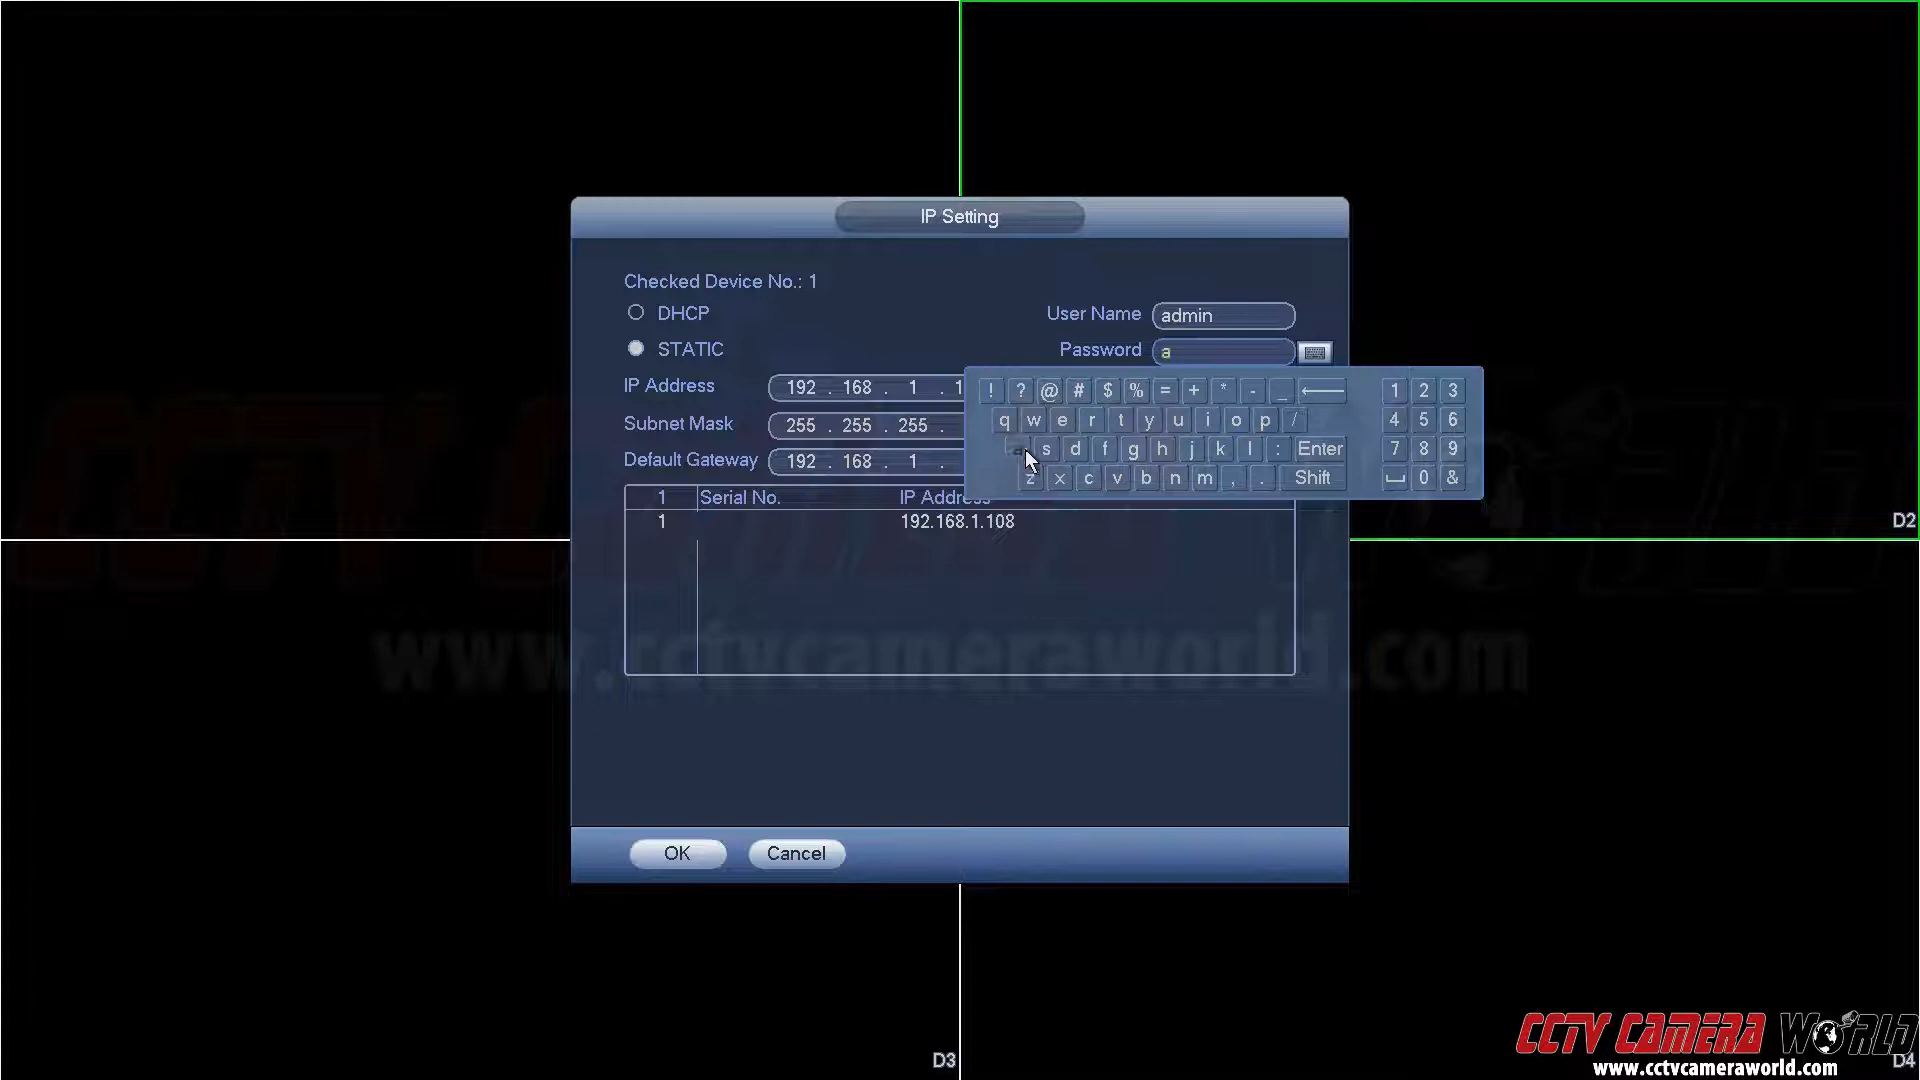 IP Setting
Checked Device No.: 1
DHCP
User Name admin
STATIC
Password a
IP Address 192 . 168 . 1 . 1
! ? @ # $ % = + * - _ 1 2 3
q w e r t y u i o p / 4 5 6
Subnet Mask 255 . 255 . 255 .
a s d f g h j k l : Enter 7 8 9
Default Gateway 192 . 168 . 1 .
z x c v b n m , . Shift 0 &
1 Serial No. IP Address
1 192.168.1.108
D2
www.cctvcameraworld.com
OK Cancel
D3
CCTV CAMERA WORLD
D4
www.cctvcameraworld.com